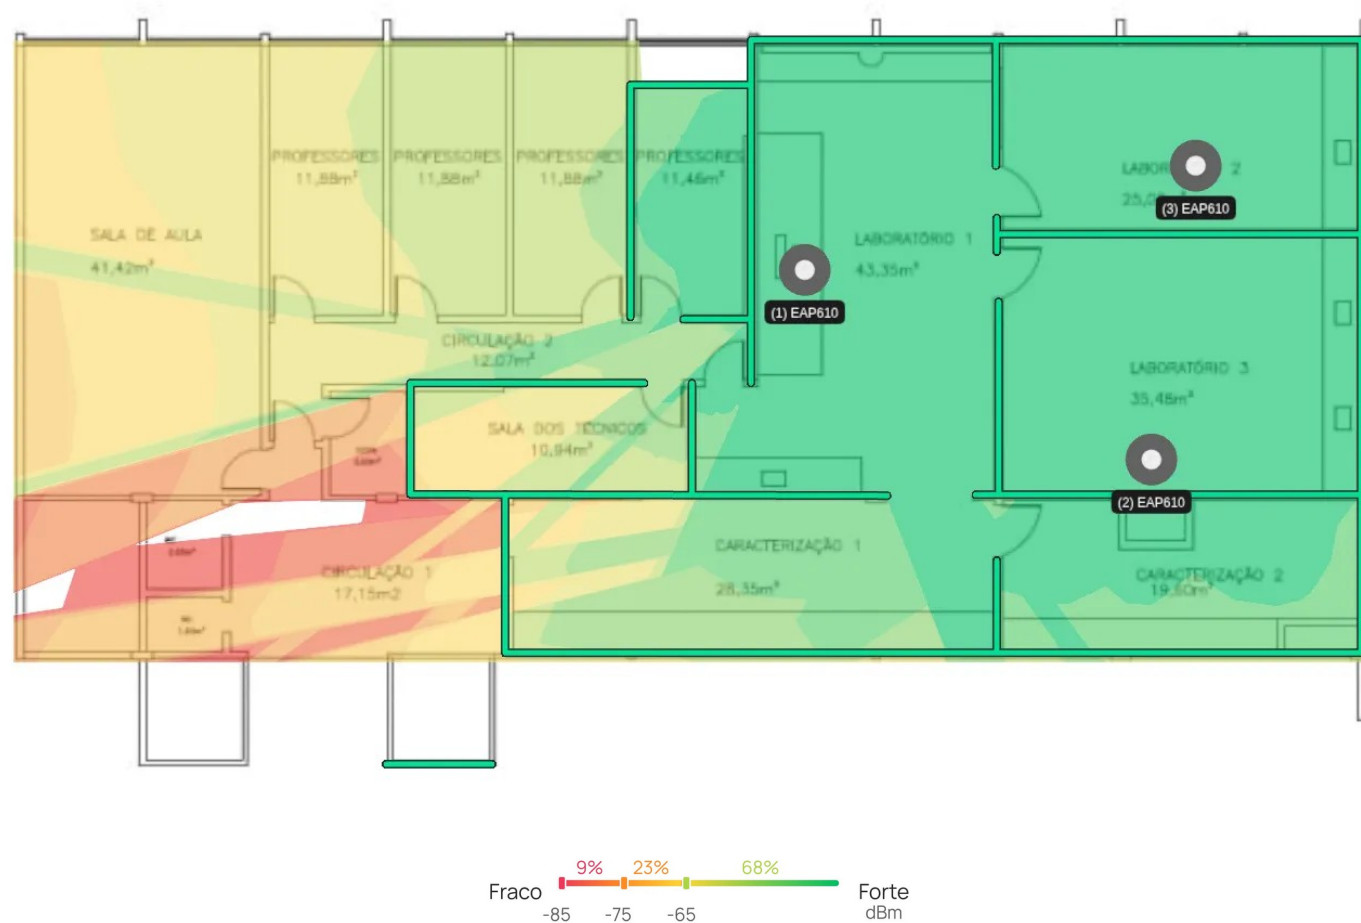 PROFESSORES
11,88m²
PROFESSORES
11,88m²
PROFESSORES
11,88m²
PROFESSORES
11,46m²
LABORATÓRIO 1
43,35m²
2
(3) EAP610
SALA DE AULA
41,42m²
(1) EAP610
CIRCULAÇÃO 2
12,07m²
LABORATÓRIO 3
35,48m²
SALA DOS TÉCNICOS
10,94m²
(2) EAP610
CARACTERIZAÇÃO 1
28,35m²
CARACTERIZAÇÃO 2
19,60m²
CIRCULAÇÃO 1
17,15m2
9% 23% 68%
Fraco Forte
-85 -75 -65 dBm